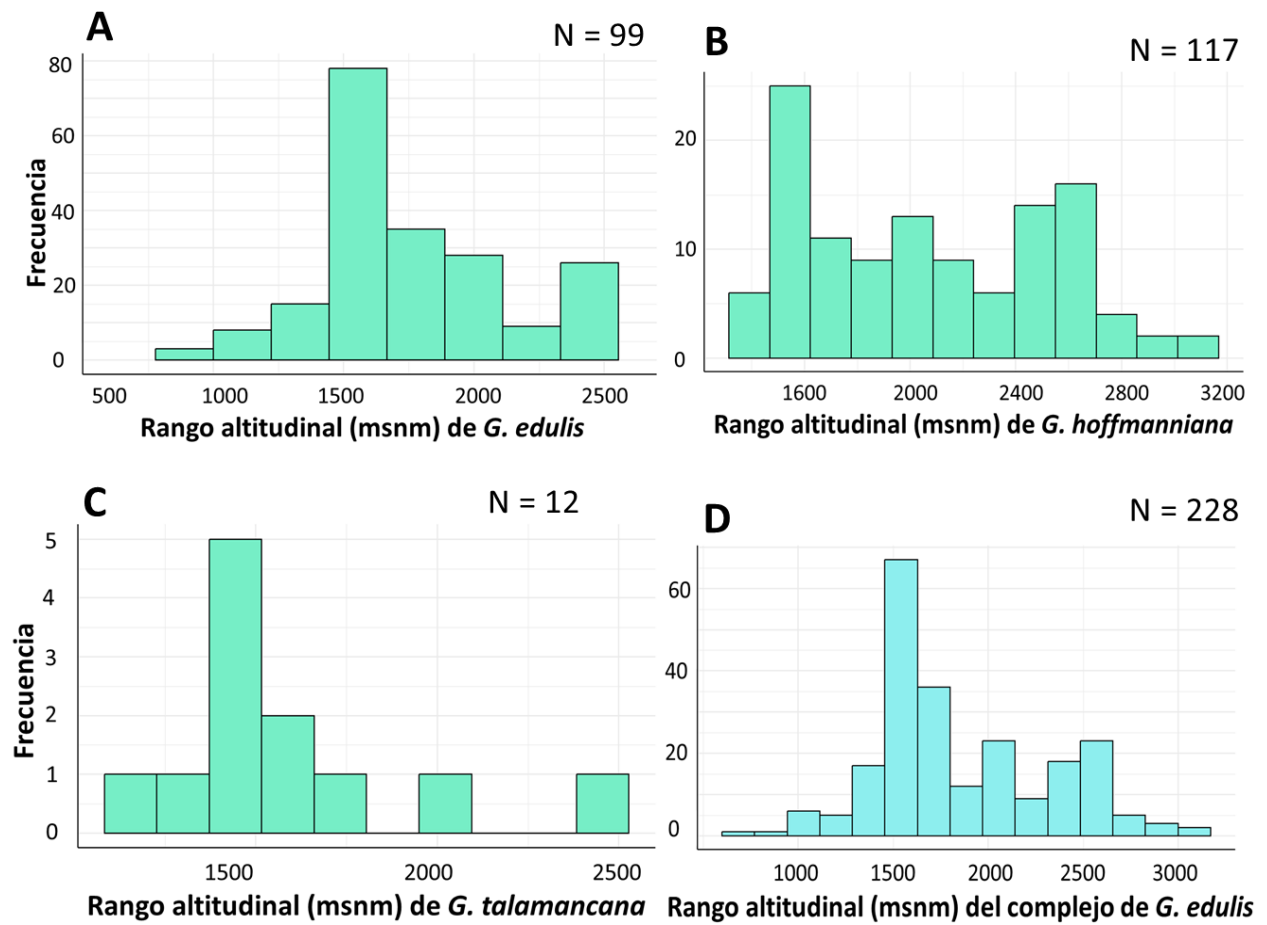 A
N = 99
80
60
40
20
0
Frecuencia
500 1000 1500 2000 2500
Rango altitudinal (msnm) de G. edulis
B
N = 117
20
10
0
1600 2000 2400 2800 3200
Rango altitudinal (msnm) de G. hoffmanniana
C
N = 12
5
4
3
2
1
0
Frecuencia
1500 2000 2500
Rango altitudinal (msnm) de G. talamancana
D
N = 228
60
40
20
0
1000 1500 2000 2500 3000
Rango altitudinal (msnm) del complejo de G. edulis